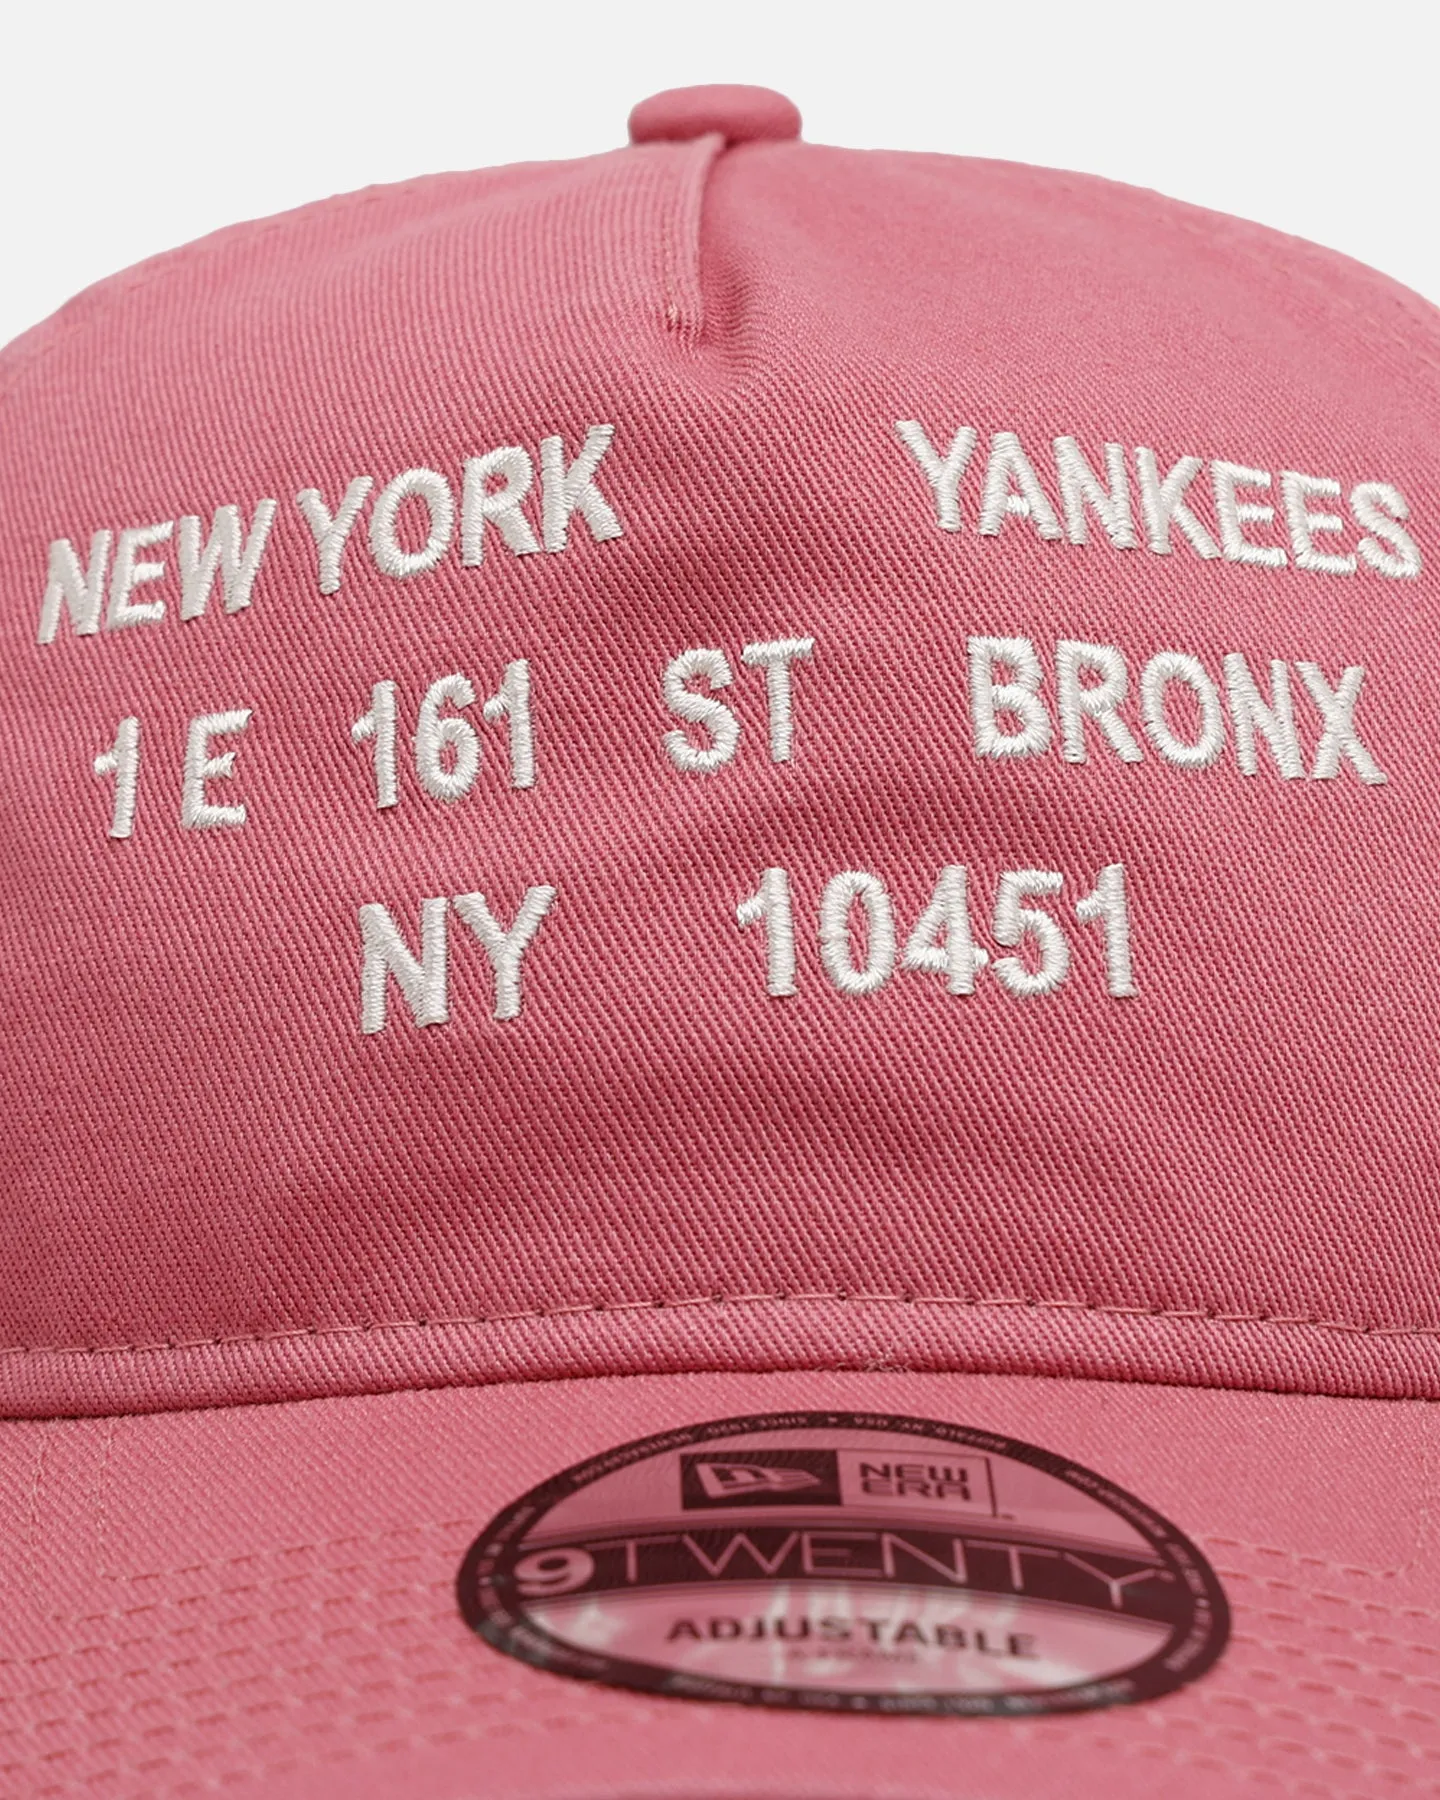 NEW YORK YANKEES
1 E 161 ST BRONX
NY 10451
NEW ERA
9TWENTY
ADJUSTABLE